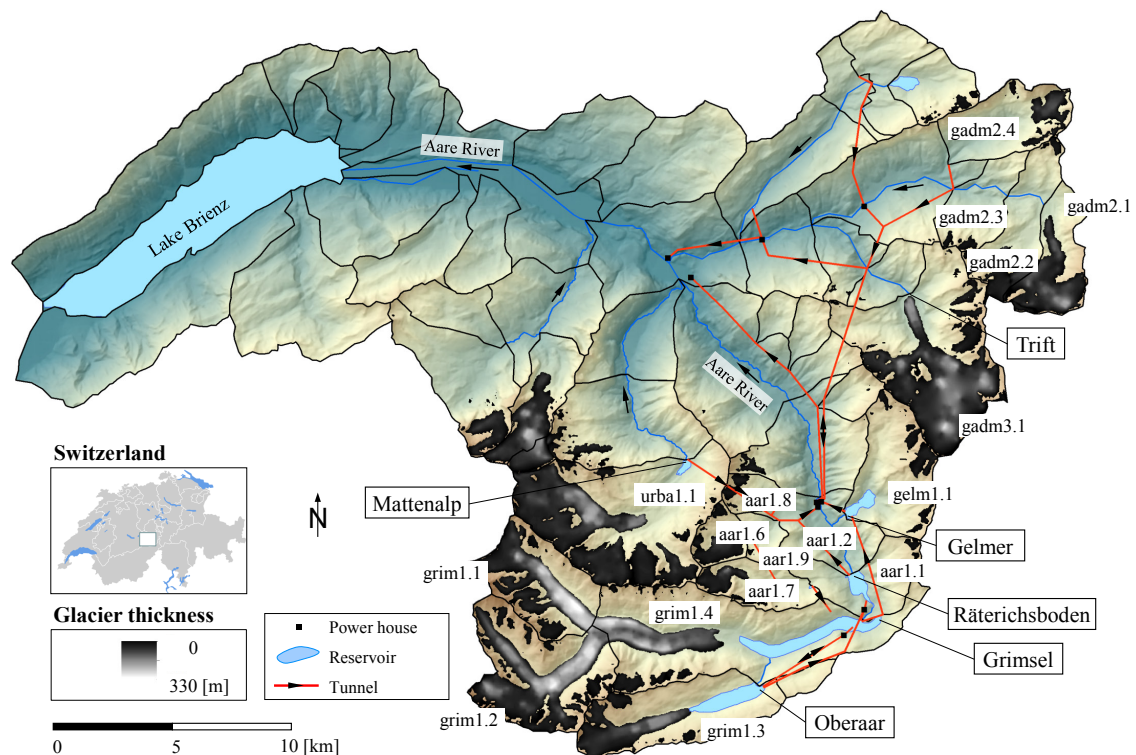 gadm2.4
Aare River
gadm2.1
Lake Brienz
gadm2.3
gadm2.2
Trift
Aare River
gadm3.1
Switzerland
Mattenalp
urba1.1
aar1.8
gelm1.1
aar1.6
aar1.2
Gelmer
aar1.9
grim1.1
aar1.1
aar1.7
Räterichsboden
grim1.4
Grimsel
grim1.2
grim1.3
Oberaar
N
Glacier thickness
0
330 [m]
Power house
Reservoir
Tunnel
0 5 10 [km]